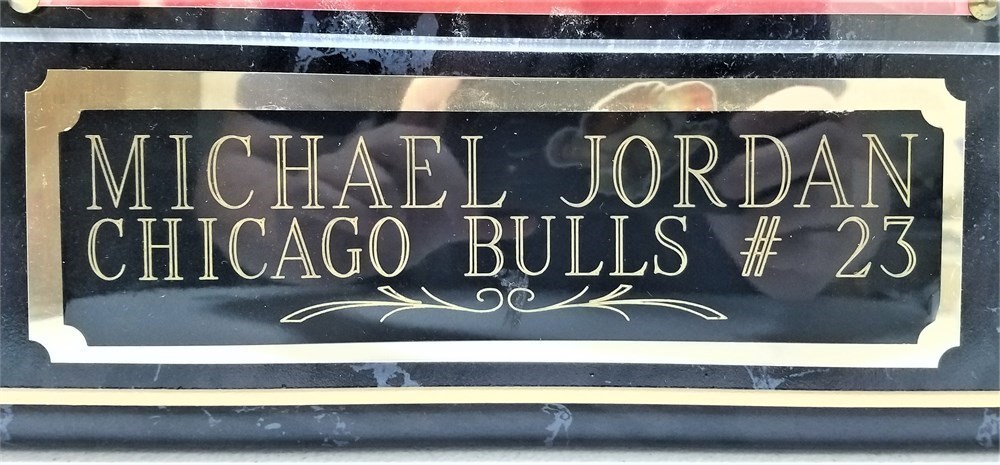 MICHAEL JORDAN
CHICAGO BULLS # 23